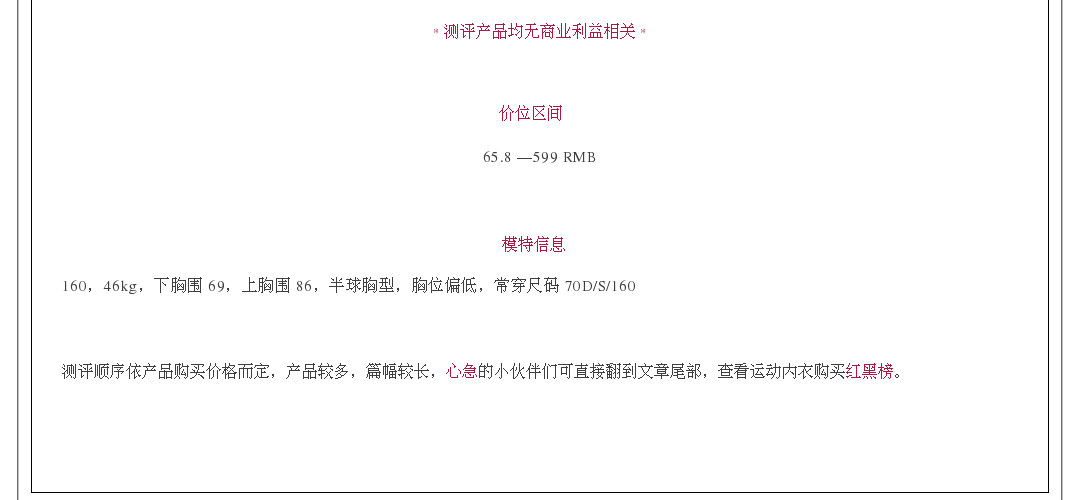 * 测评产品均无商业利益相关 *
价位区间
65.8 —599 RMB
模特信息
160，46kg，下胸围 69，上胸围 86，半球胸型，胸位偏低，常穿尺码 70D/S/160
测评顺序依产品购买价格而定，产品较多，篇幅较长，心急的小伙伴们可直接翻到文章尾部，查看运动内衣购买红黑榜。